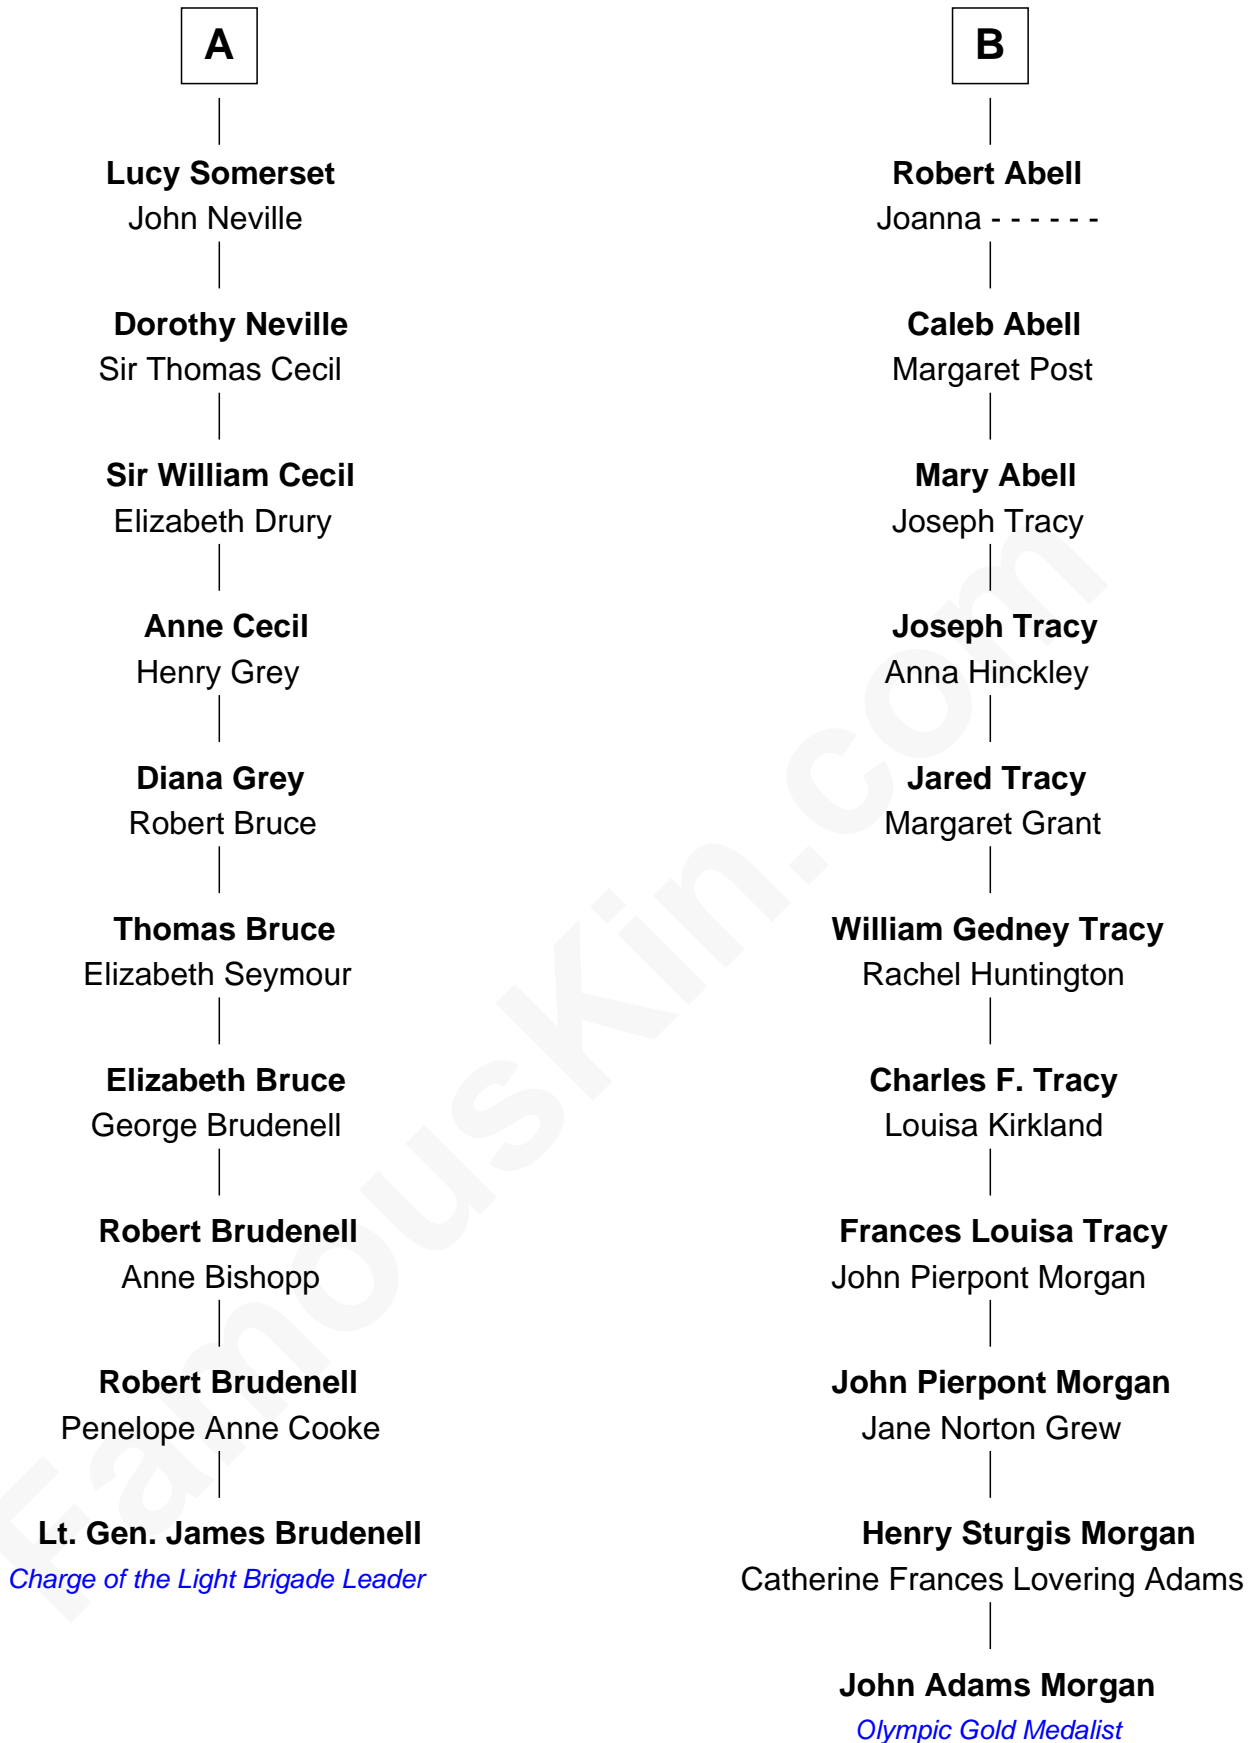 A
Lucy Somerset
John Neville
Dorothy Neville
Sir Thomas Cecil
Sir William Cecil
Elizabeth Drury
Anne Cecil
Henry Grey
Diana Grey
Robert Bruce
Thomas Bruce
Elizabeth Seymour
Elizabeth Bruce
George Brudenell
Robert Brudenell
Anne Bishopp
Robert Brudenell
Penelope Anne Cooke
Lt. Gen. James Brudenell
Charge of the Light Brigade Leader
B
Robert Abell
Joanna - - - - - -
Caleb Abell
Margaret Post
Mary Abell
Joseph Tracy
Joseph Tracy
Anna Hinckley
Jared Tracy
Margaret Grant
William Gedney Tracy
Rachel Huntington
Charles F. Tracy
Louisa Kirkland
Frances Louisa Tracy
John Pierpont Morgan
John Pierpont Morgan
Jane Norton Grew
Henry Sturgis Morgan
Catherine Frances Lovering Adams
John Adams Morgan
Olympic Gold Medalist
FamousKin.com